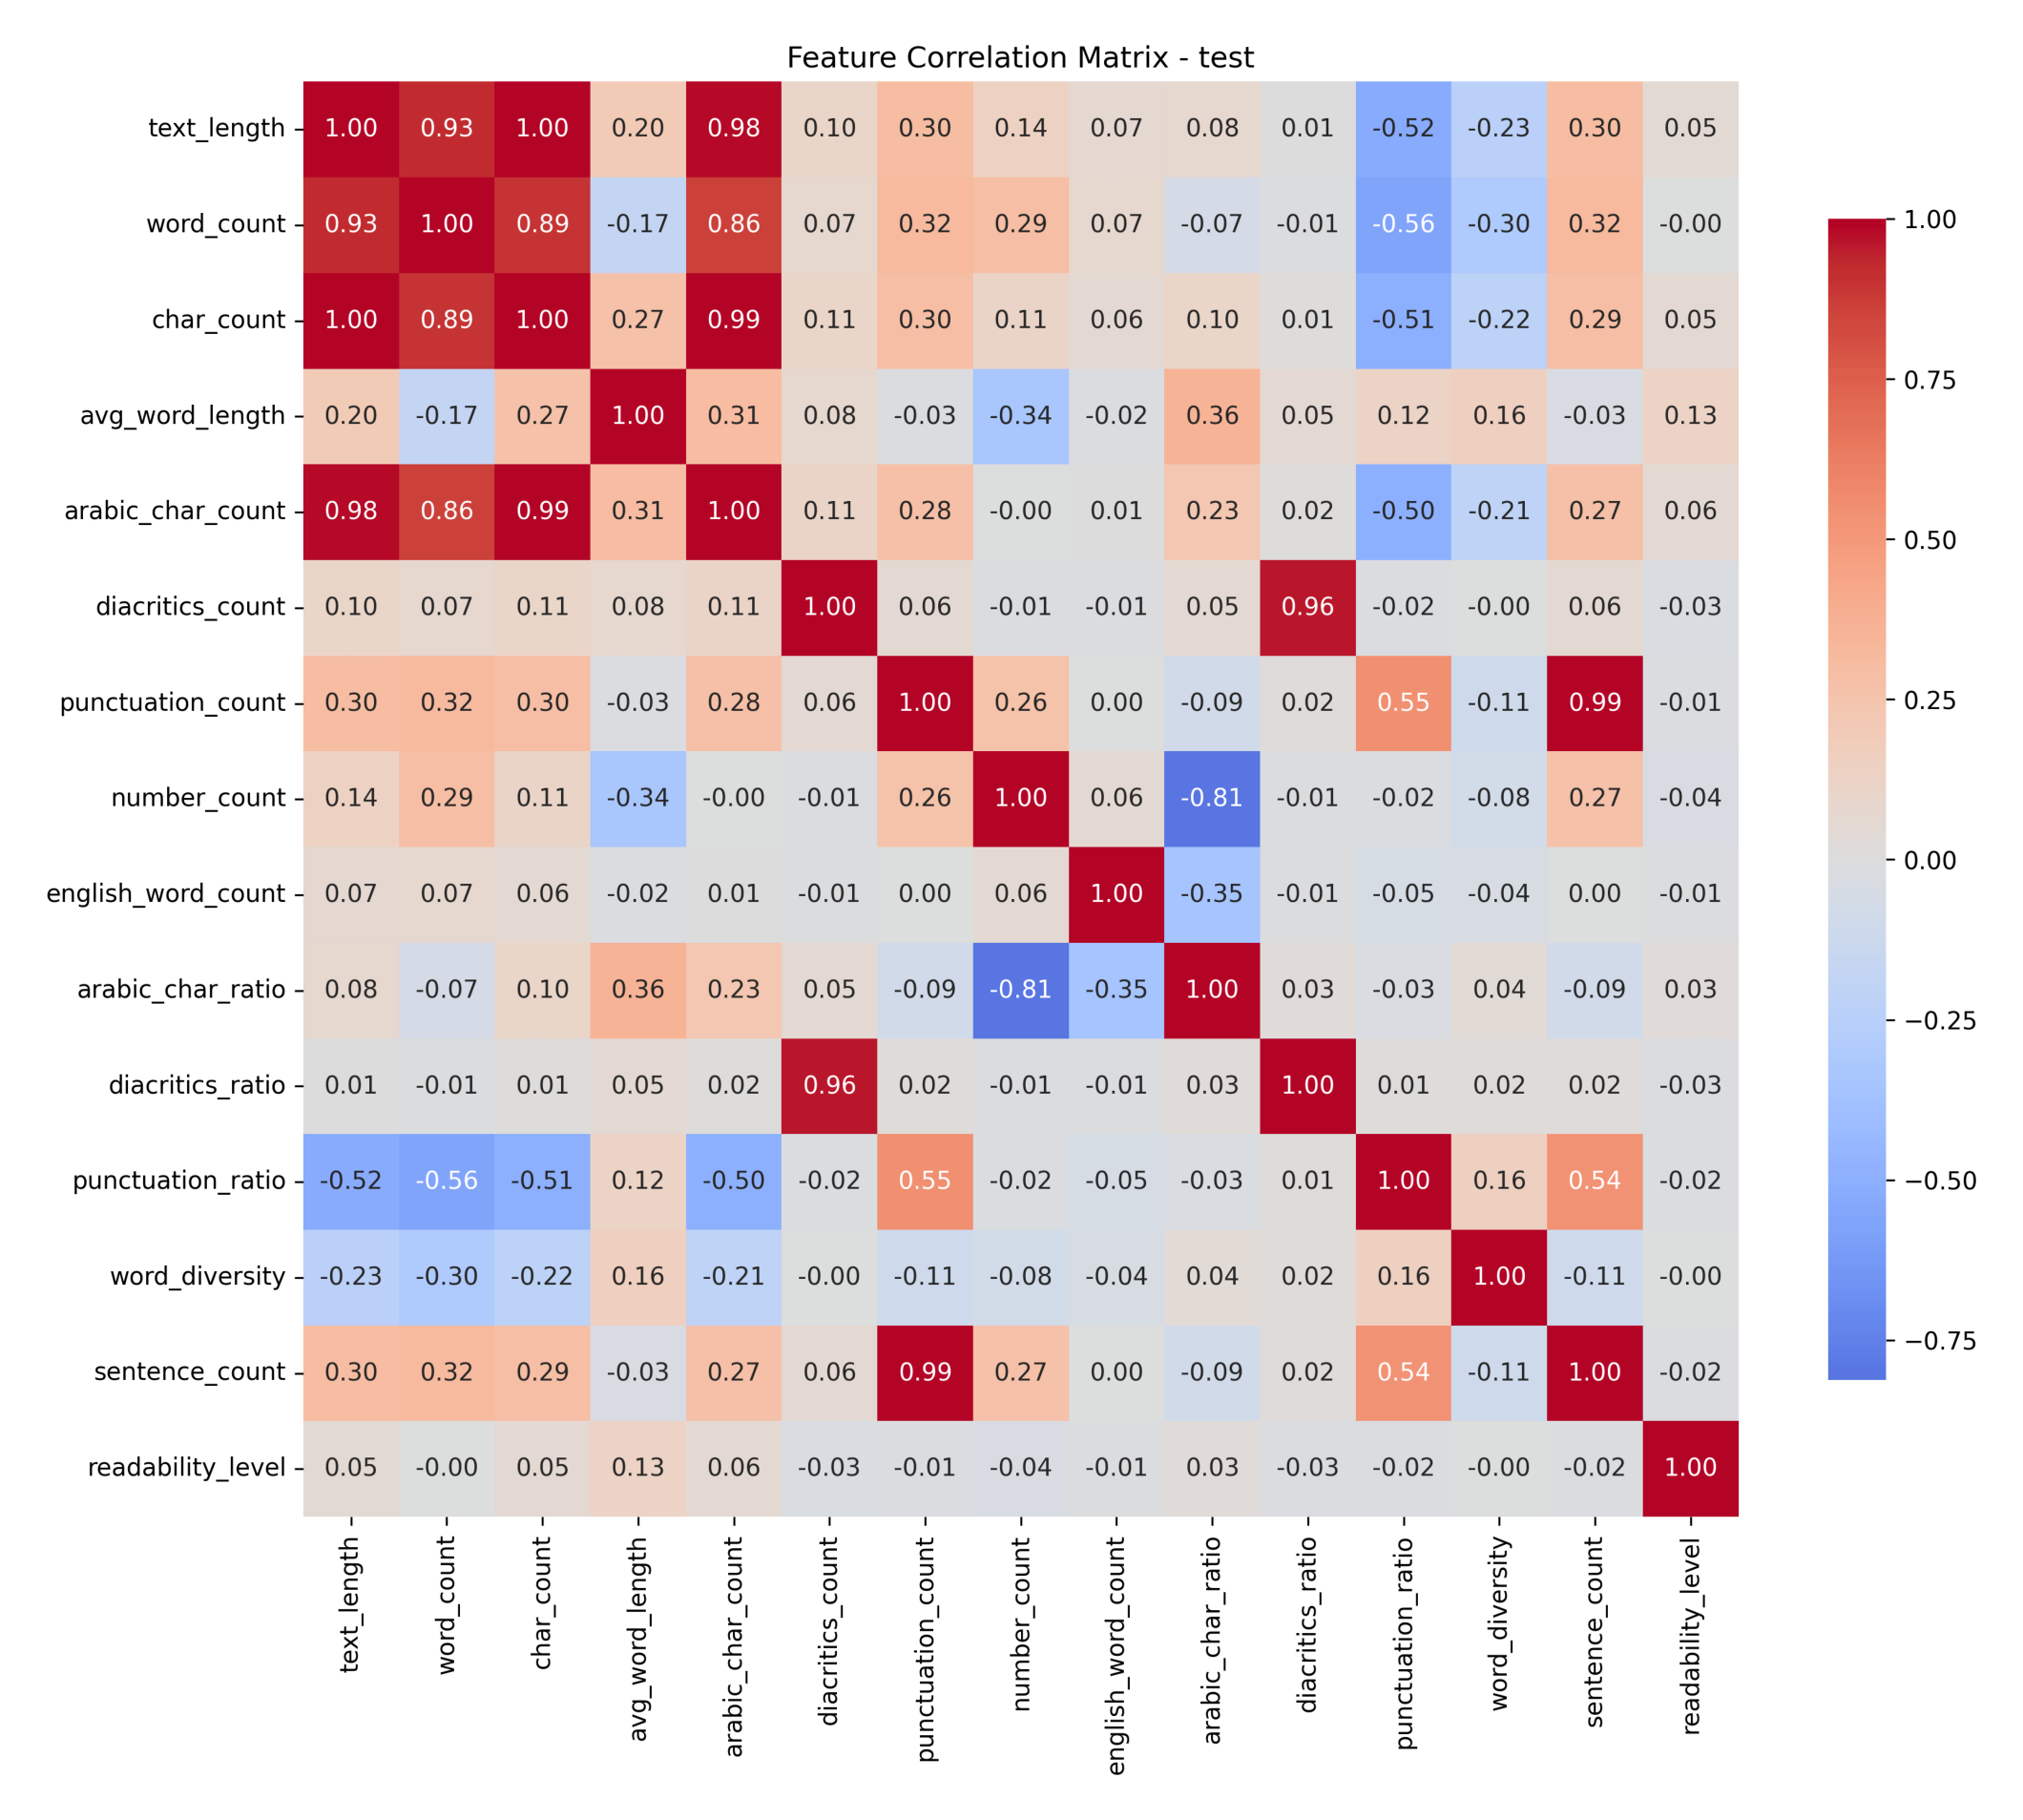 Feature Correlation Matrix - test
text_length 1.00 0.93 1.00 0.20 0.98 0.10 0.30 0.14 0.07 0.08 0.01 -0.52 -0.23 0.30 0.05
word_count 0.93 1.00 0.89 -0.17 0.86 0.07 0.32 0.29 0.07 -0.07 -0.01 -0.56 -0.30 0.32 -0.00
char_count 1.00 0.89 1.00 0.27 0.99 0.11 0.30 0.11 0.06 0.10 0.01 -0.51 -0.22 0.29 0.05
avg_word_length 0.20 -0.17 0.27 1.00 0.31 0.08 -0.03 -0.34 -0.02 0.36 0.05 0.12 0.16 -0.03 0.13
arabic_char_count 0.98 0.86 0.99 0.31 1.00 0.11 0.28 -0.00 0.01 0.23 0.02 -0.50 -0.21 0.27 0.06
diacritics_count 0.10 0.07 0.11 0.08 0.11 1.00 0.06 -0.01 -0.01 0.05 0.96 -0.02 -0.00 0.06 -0.03
punctuation_count 0.30 0.32 0.30 -0.03 0.28 0.06 1.00 0.26 0.00 -0.09 0.02 0.55 -0.11 0.99 -0.01
number_count 0.14 0.29 0.11 -0.34 -0.00 -0.01 0.26 1.00 0.06 -0.81 -0.01 -0.02 -0.08 0.27 -0.04
english_word_count 0.07 0.07 0.06 -0.02 0.01 -0.01 0.00 0.06 1.00 -0.35 -0.01 -0.05 -0.04 0.00 -0.01
arabic_char_ratio 0.08 -0.07 0.10 0.36 0.23 0.05 -0.09 -0.81 -0.35 1.00 0.03 -0.03 0.04 -0.09 0.03
diacritics_ratio 0.01 -0.01 0.01 0.05 0.02 0.96 0.02 -0.01 -0.01 0.03 1.00 0.01 0.02 0.02 -0.03
punctuation_ratio -0.52 -0.56 -0.51 0.12 -0.50 -0.02 0.55 -0.02 -0.05 -0.03 0.01 1.00 0.16 0.54 -0.02
word_diversity -0.23 -0.30 -0.22 0.16 -0.21 -0.00 -0.11 -0.08 -0.04 0.04 0.02 0.16 1.00 -0.11 -0.00
sentence_count 0.30 0.32 0.29 -0.03 0.27 0.06 0.99 0.27 0.00 -0.09 0.02 0.54 -0.11 1.00 -0.02
readability_level 0.05 -0.00 0.05 0.13 0.06 -0.03 -0.01 -0.04 -0.01 0.03 -0.03 -0.02 -0.00 -0.02 1.00
text_length
word_count
char_count
avg_word_length
arabic_char_count
diacritics_count
punctuation_count
number_count
english_word_count
arabic_char_ratio
diacritics_ratio
punctuation_ratio
word_diversity
sentence_count
readability_level
1.00
0.75
0.50
0.25
0.00
−0.25
−0.50
−0.75